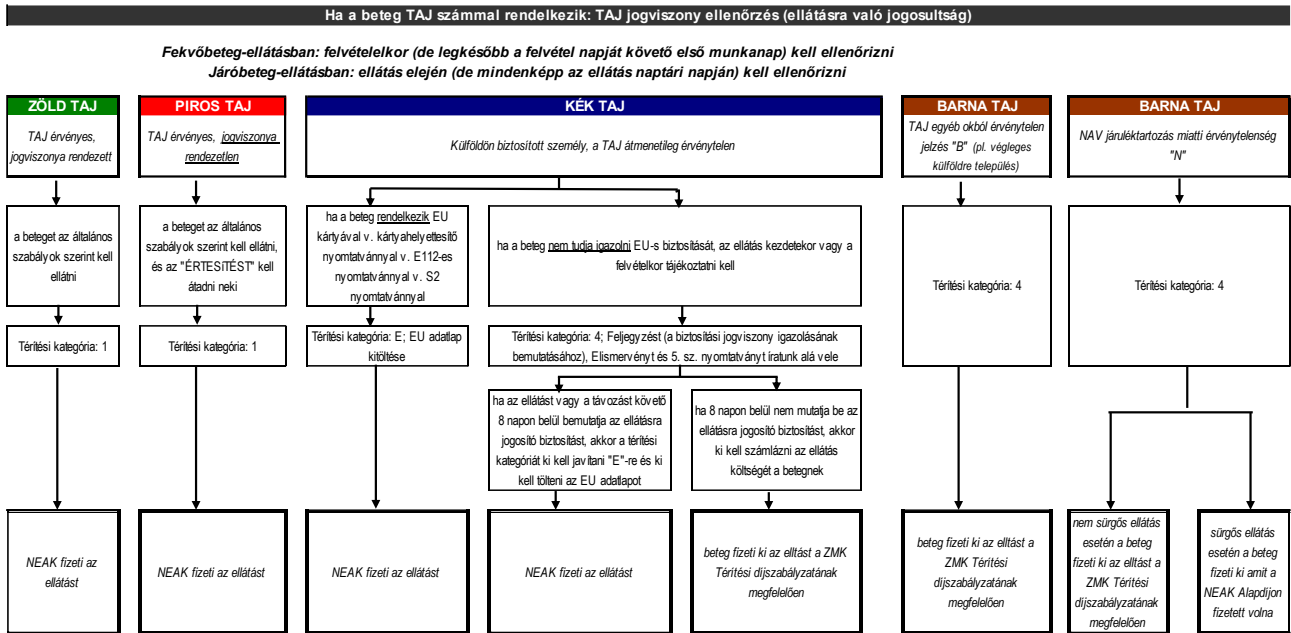 Ha a beteg TAJ számmal rendelkezik: TAJ jogviszony ellenőrzés (ellátásra való jogosultság)
Fekvőbeteg-ellátásban: felvételelkor (de legkésőbb a felvétel napját követő első munkanap) kell ellenőrizni
Járóbeteg-ellátásban: ellátás elején (de mindenképp az ellátás naptári napján) kell ellenőrizni
ZÖLD TAJ
TAJ érvényes,
jogviszonya rendezett
PIROS TAJ
TAJ érvényes, jogviszonya
rendezetlen
KÉK TAJ
Külföldön biztosított személy, a TAJ átmenetileg érvénytelen
BARNA TAJ
TAJ egyéb okból érvénytelen
jelzés "B" (pl. végleges
külföldre település)
BARNA TAJ
NAV járuléktartozás miatti érvénytelenség
"N"
a beteget az általános
szabályok szerint kell
ellátni
a beteget az általános
szabályok szerint kell ellátni,
és az "ÉRTESíTÉST" kell
átadni neki
ha a beteg rendelkezik EU
kártyával v. kártyahelyettesítő
nyomtatvánnyal v. E112-es
nyomtatvánnyal v. S2
nyomtatvánnyal
ha a beteg nem tudja igazolni EU-s biztosítását, az ellátás kezdetekor vagy a
felvételkor tájékoztatni kell
Térítési kategória: 4
Térítési kategória: 4
Térítési kategória: 1
Térítési kategória: 1
Térítési kategória: E; EU adatlap
kitöltése
Térítési kategória: 4; Feljegyzést (a biztosítási jogviszony igazolásának
bemutatásához), Elismervényt és 5. sz. nyomtatványt íratunk alá vele
ha az ellátást vagy a távozást követő
8 napon belül bemutatja az ellátásra
jogosító biztosítást, akkor a térítési
kategóriát ki kell javítani "E"-re és ki
kell tölteni az EU adatlapot
ha 8 napon belül nem mutatja be az
ellátásra jogosító biztosítást, akkor
ki kell számlázni az ellátás
költségét a betegnek
NEAK fizeti az
ellátást
NEAK fizeti az ellátást
NEAK fizeti az ellátást
NEAK fizeti az ellátást
beteg fizeti ki az elltást a ZMK
Térítési díjszabályzatának
megfelelően
beteg fizeti ki az elltást a
ZMK Térítési
díjszabályzatának
megfelelően
nem sürgős ellátás
esetén a beteg
fizeti ki az elltást a
ZMK Térítési
díjszabályzatának
megfelelően
sürgős ellátás
esetén a beteg
fizeti ki amit a
NEAK Alapdíjon
fizetett volna